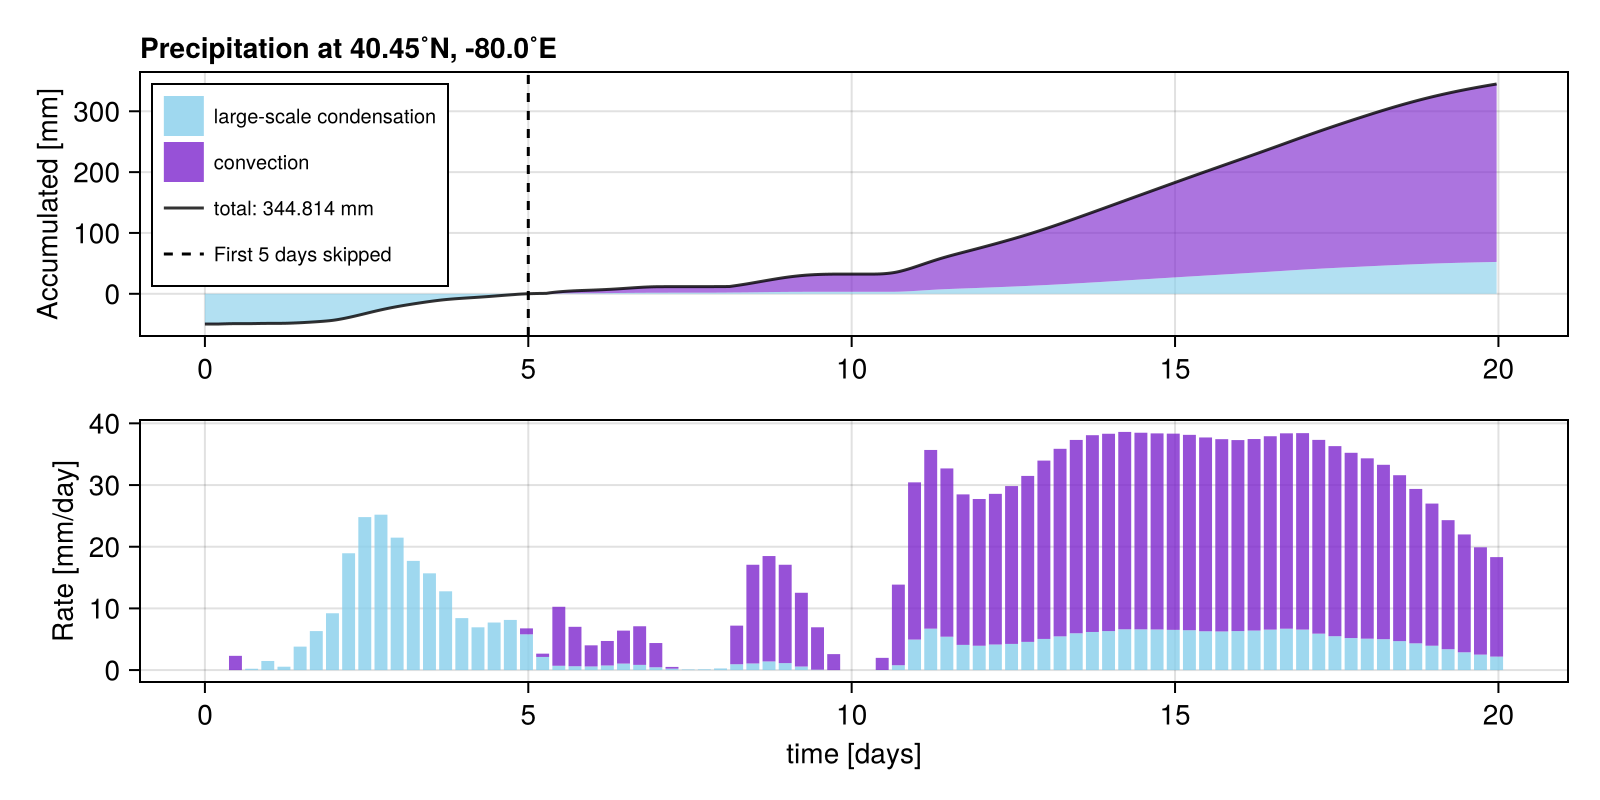 Precipitation at 40.45˚N, -80.0˚E
Accumulated [mm]
300
200
100
0
large-scale condensation
convection
total: 344.814 mm
First 5 days skipped
0 5 10 15 20
Rate [mm/day]
40
30
20
10
0
0 5 10 15 20
time [days]